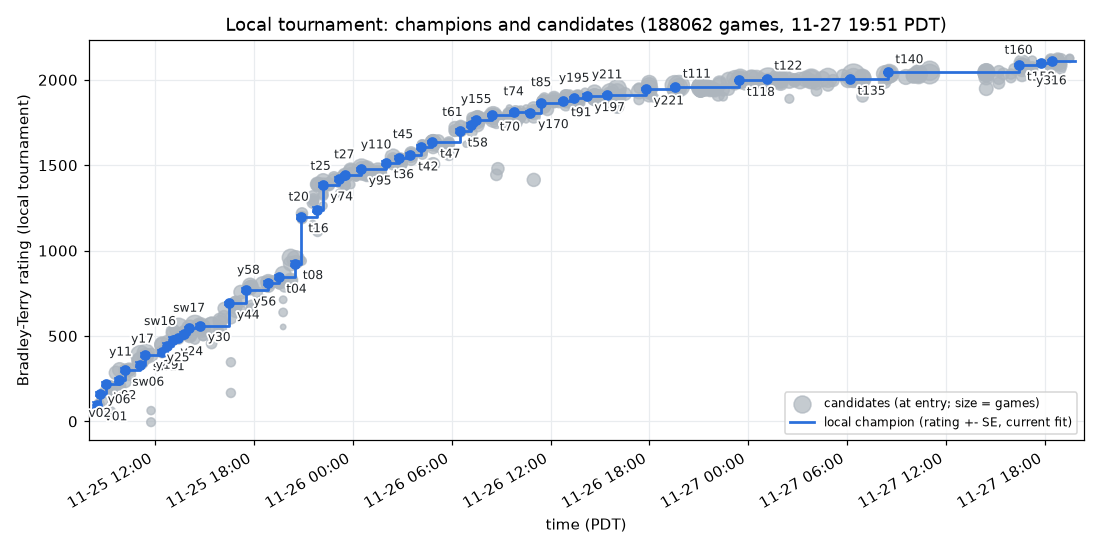 Local tournament: champions and candidates (188062 games, 11-27 19:51 PDT)
Bradley-Terry rating (local tournament)
2000
1500
1000
500
0
t160
t140
t122
t111
y195 y211
t85
t74
y155
t61
t45
y110
t27
t25
t20
y58
sw17
sw16
y17
y11
y316
t135
t118
y221
y197
t91
y170
t70
t58
t47
t42
t36
y95
y74
t16
t08
t04
y56
y44
y30
y25
sw06
y06
y02
candidates (at entry; size = games)
local champion (rating +- SE, current fit)
11-25 12:00
11-25 18:00
11-26 00:00
11-26 06:00
11-26 12:00
11-26 18:00
11-27 00:00
11-27 06:00
11-27 12:00
11-27 18:00
time (PDT)